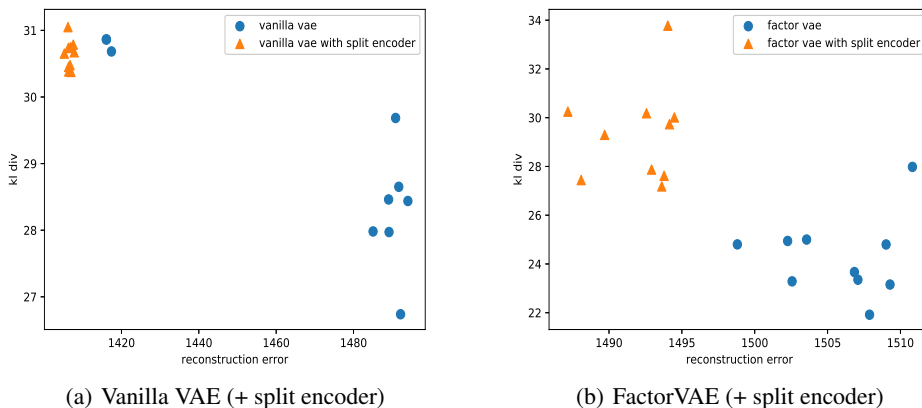 vanilla vae
vanilla vae with split encoder
31
30
29
28
27
kl div
1420
1440
1460
1480
reconstruction error
(a) Vanilla VAE (+ split encoder)
factor vae
factor vae with split encoder
34
32
30
28
26
24
22
kl div
1490
1495
1500
1505
1510
reconstruction error
(b) FactorVAE (+ split encoder)